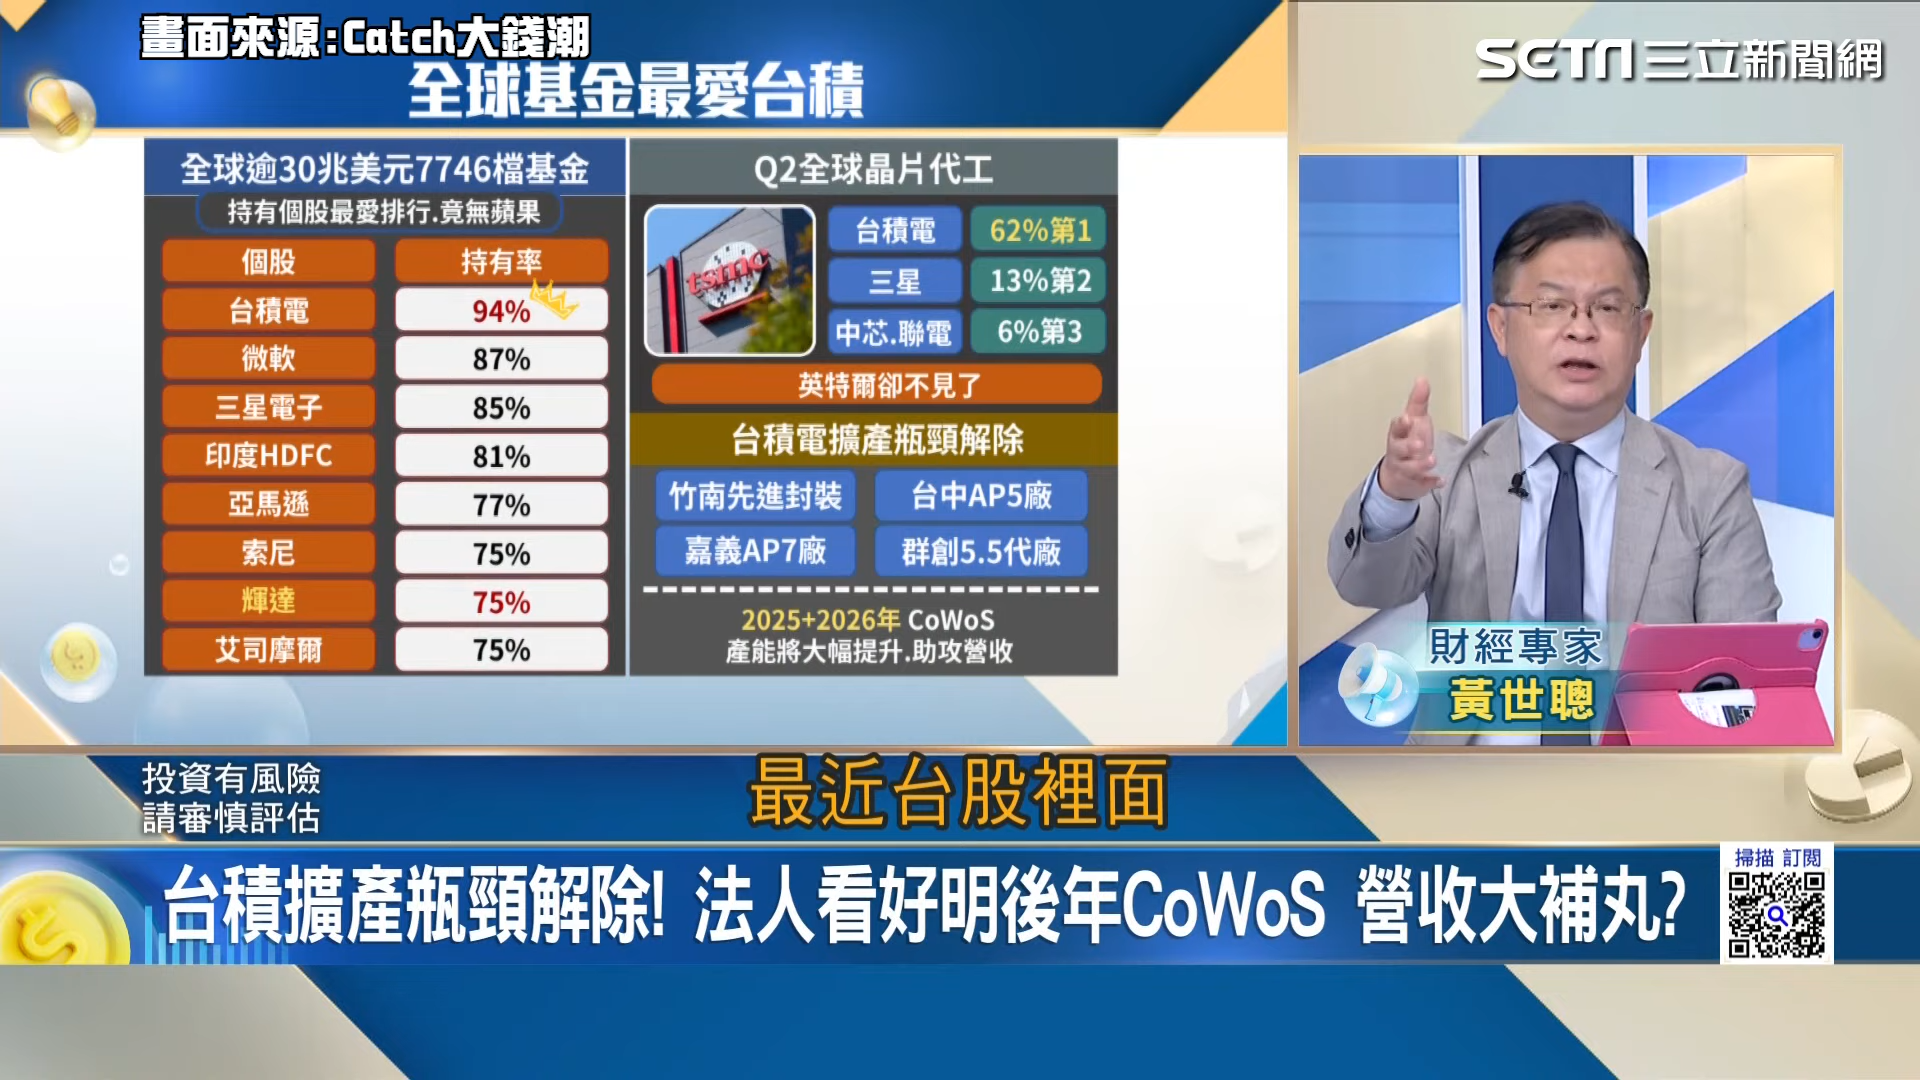 畫面來源:Catch大錢潮
SETN三立新聞網
全球基金最愛台積
全球逾30兆美元7746檔基金
持有個股最愛排行.竟無蘋果
個股 持有率
台積電 94%
微軟 87%
三星電子 85%
印度HDFC 81%
亞馬遜 77%
索尼 75%
輝達 75%
艾司摩爾 75%
Q2全球晶片代工
tsmc
台積電 62%第1
三星 13%第2
中芯.聯電 6%第3
英特爾卻不見了
台積電擴產瓶頸解除
竹南先進封裝 台中AP5廠
嘉義AP7廠 群創5.5代廠
2025+2026年 CoWoS
產能將大幅提升.助攻營收
財經專家
黃世聰
投資有風險
請審慎評估
最近台股裡面
台積擴產瓶頸解除! 法人看好明後年CoWoS 營收大補丸?
掃描 訂閱